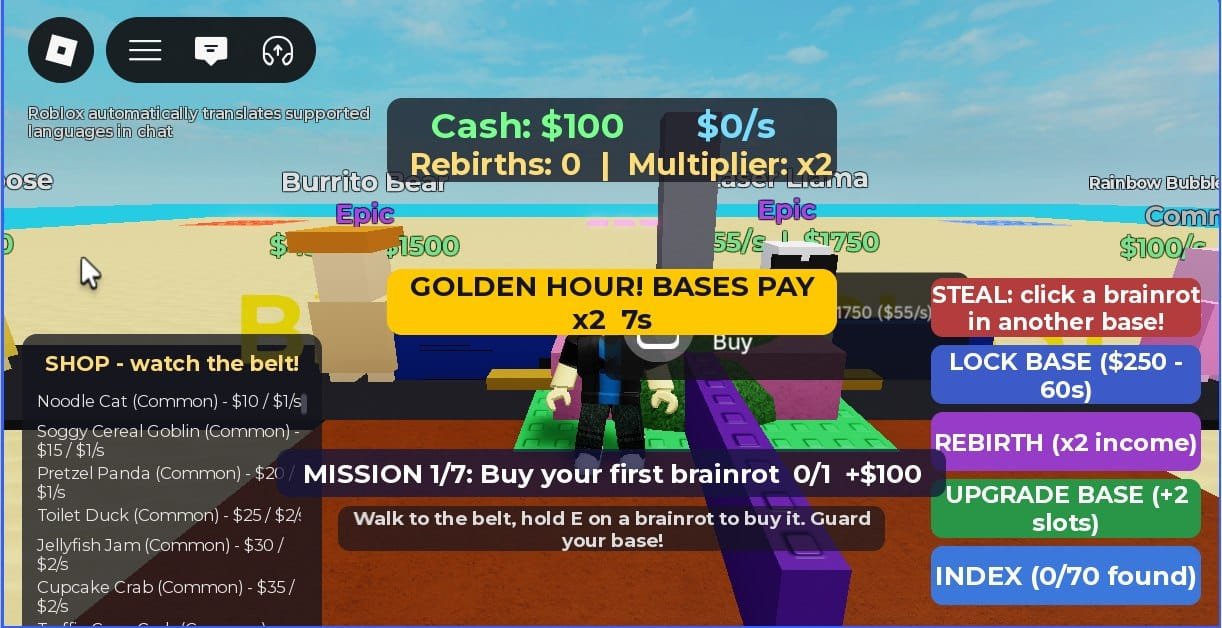 Roblox automatically translates supported
languages in chat
Cash: $100 $0/s
Rebirths: 0 | Multiplier: x2
Burrito Bear
Epic
$1500
Llama
Epic
55/s | $1750
Rainbow
$100/s
GOLDEN HOUR! BASES PAY
x2 7s
1750 ($55/s)
Buy
STEAL: click a brainrot
in another base!
LOCK BASE ($250 -
60s)
REBIRTH (x2 income)
UPGRADE BASE (+2
slots)
INDEX (0/70 found)
SHOP - watch the belt!
Noodle Cat (Common) - $10 / $1/s
Soggy Cereal Goblin (Common) -
$15 / $1/s
Pretzel Panda (Common) - $20 /
$1/s
Toilet Duck (Common) - $25 / $2/s
Jellyfish Jam (Common) - $30 /
$2/s
Cupcake Crab (Common) - $35 /
$2/s
MISSION 1/7: Buy your first brainrot 0/1 +$100
Walk to the belt, hold E on a brainrot to buy it. Guard
your base!